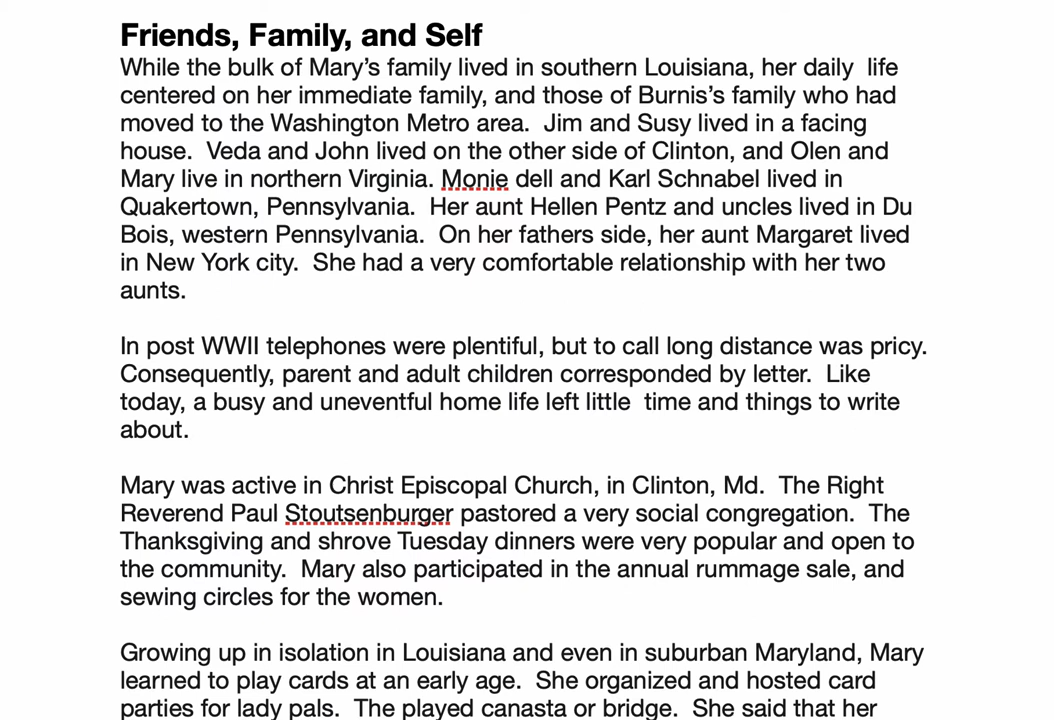 Friends, Family, and Self
While the bulk of Mary’s family lived in southern Louisiana, her daily  life
centered on her immediate family, and those of Burnis’s family who had
moved to the Washington Metro area.  Jim and Susy lived in a facing
house.  Veda and John lived on the other side of Clinton, and Olen and
Mary live in northern Virginia. Monie dell and Karl Schnabel lived in
Quakertown, Pennsylvania.  Her aunt Hellen Pentz and uncles lived in Du
Bois, western Pennsylvania.  On her fathers side, her aunt Margaret lived
in New York city.  She had a very comfortable relationship with her two
aunts.

In post WWII telephones were plentiful, but to call long distance was pricy.
Consequently, parent and adult children corresponded by letter.  Like
today, a busy and uneventful home life left little  time and things to write
about.

Mary was active in Christ Episcopal Church, in Clinton, Md.  The Right
Reverend Paul Stoutsenburger pastored a very social congregation.  The
Thanksgiving and shrove Tuesday dinners were very popular and open to
the community.  Mary also participated in the annual rummage sale, and
sewing circles for the women.

Growing up in isolation in Louisiana and even in suburban Maryland, Mary
learned to play cards at an early age.  She organized and hosted card
parties for lady pals.  The played canasta or bridge.  She said that her